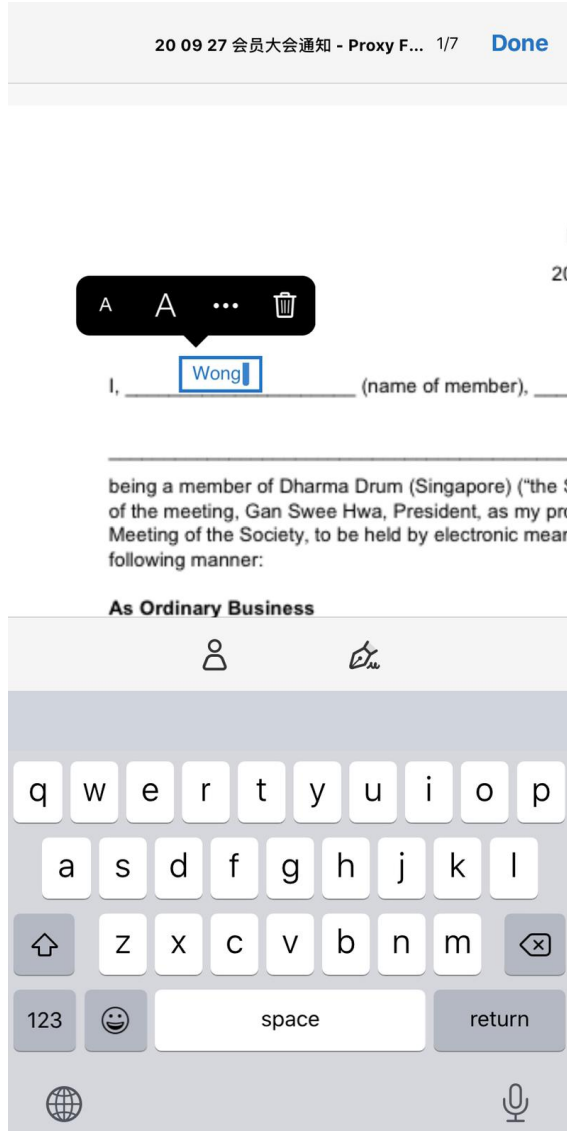 20 09 27 会员大会通知 - Proxy F... 1/7 Done
20
A A
Wong
I, ________________________ (name of member), ____
being a member of Dharma Drum (Singapore) ("the S
of the meeting, Gan Swee Hwa, President, as my pro
Meeting of the Society, to be held by electronic mean
following manner:
As Ordinary Business
q w e r t y u i o p
a s d f g h j k l
z x c v b n m
123 space return